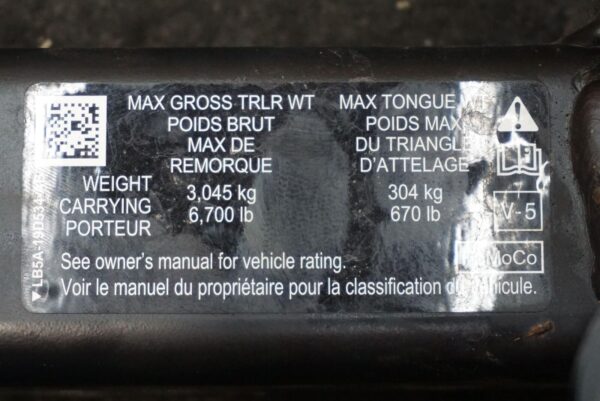 MAX GROSS TRLR WT
POIDS BRUT
MAX DE
REMORQUE
MAX TONGUE WT
POIDS MAX
DU TRIANGLE
D'ATTELAGE
WEIGHT
CARRYING
PORTEUR
3,045 kg
6,700 lb
304 kg
670 lb
V-5
MoCo
See owner's manual for vehicle rating.
Voir le manuel du propriétaire pour la classification du véhicule.